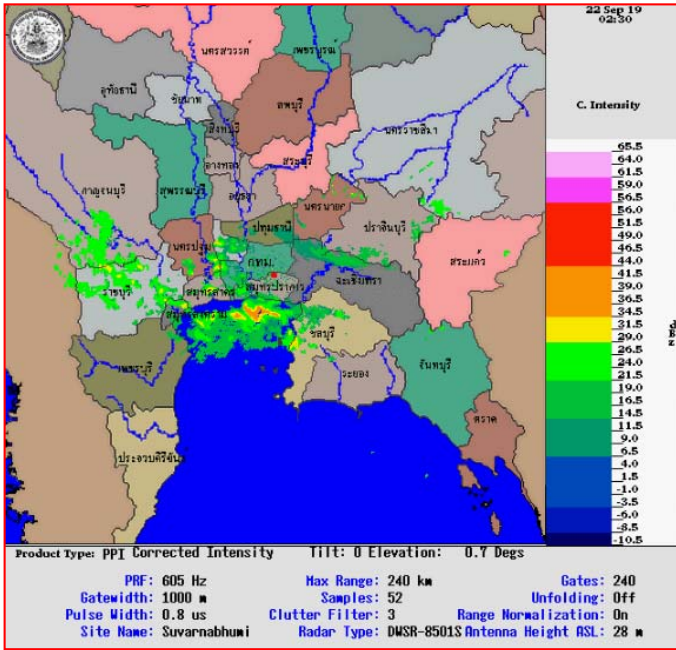 22 Sep 19
02:30
C. Intensity
นครสวรรค์
เพชรบูรณ์
อุทัยธานี
ชัยนาท
ลพบุรี
สิงห์บุรี
นครราชสีมา
อ่างทอง
สระบุรี
กาญจนบุรี
สุพรรณบุรี
อยุธยา
นครนายก
ปทุมธานี
ปราจีนบุรี
นครปฐม
กทม.
สระแก้ว
ราชบุรี
สมุทรสาคร
สมุทรปราการ
ฉะเชิงเทรา
สมุทรสงคราม
ชลบุรี
เพชรบุรี
ระยอง
จันทบุรี
ตราด
ประจวบคีรีขันธ์
65.5
64.0
61.5
59.0
56.5
56.0
51.5
49.0
46.5
44.0
41.5
39.0
36.5
34.0
31.5
29.0
26.5
24.0
21.5
19.0
16.5
14.0
11.5
9.0
6.5
4.0
-1.0
-3.5
-6.0
-8.5
-10.5
Product Type: PPI Corrected Intensity Tilt: 0 Elevation: 0.7 Degs
PRF: 605 Hz Max Range: 240 km Gates: 240
Gatewidth: 1000 m Samples: 52 Unfolding: Off
Pulse Width: 0.8 us Clutter Filter: 3 Range Normalization: On
Site Name: Suvarnabhumi Radar Type: DWSR-8501S Antenna Height ASL: 28 m